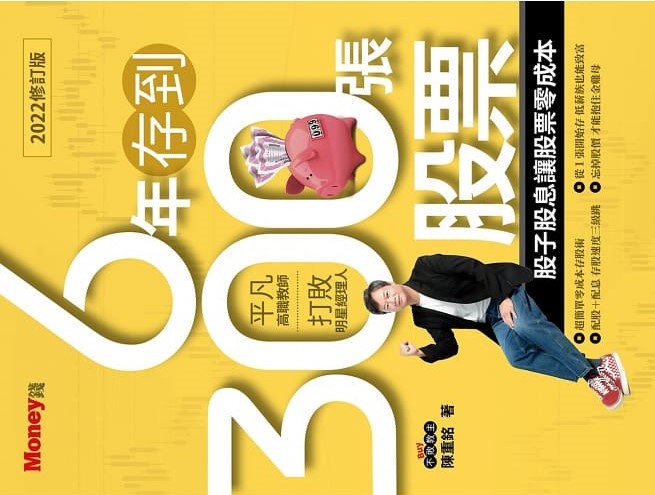 Money錢
2022修訂版
6年存到
300張
平凡
高職教師
打敗
明星經理人
095
股票
Buy
不敗教主
陳重銘 著
股子股息讓股票零成本
超簡單零成本存股術
從1張開始存 低薪族也能致富
配股＋配息 存股速度三級跳
忘掉股價 才能抱住金雞母